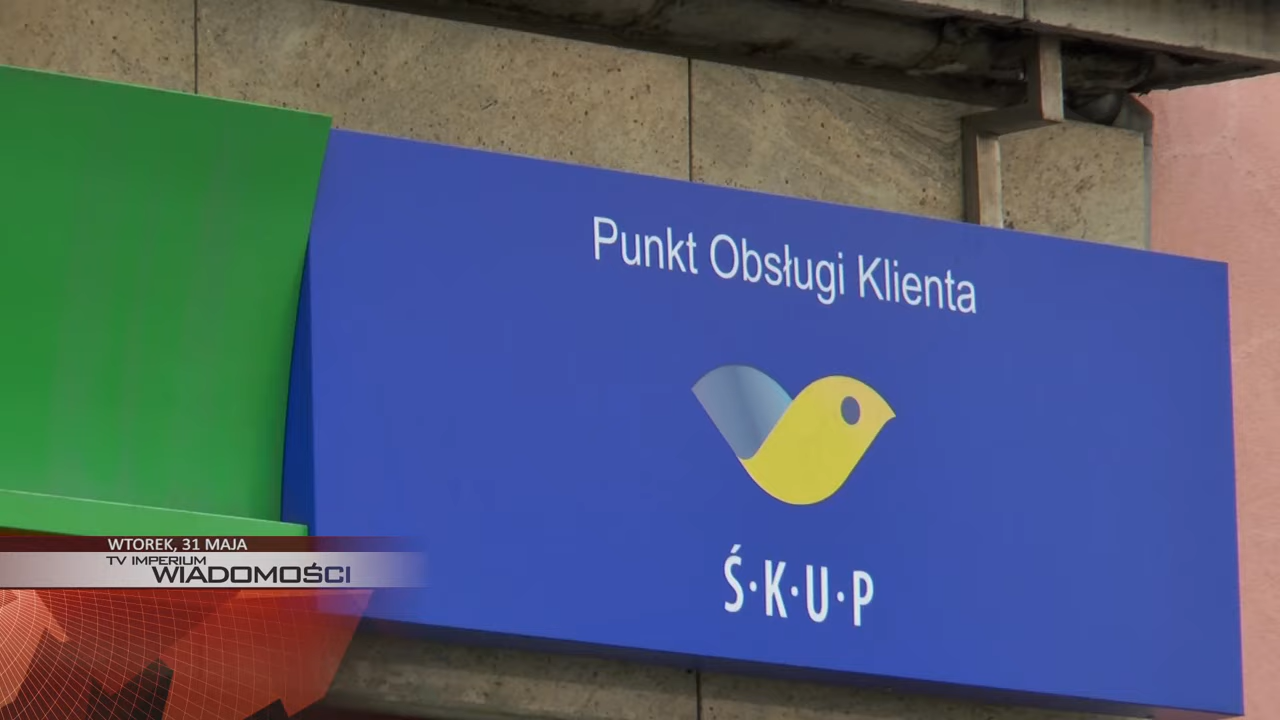 Punkt Obsługi Klienta
Ś·K·U·P
WTOREK, 31 MAJA
TV IMPERIUM
WIADOMOŚCI